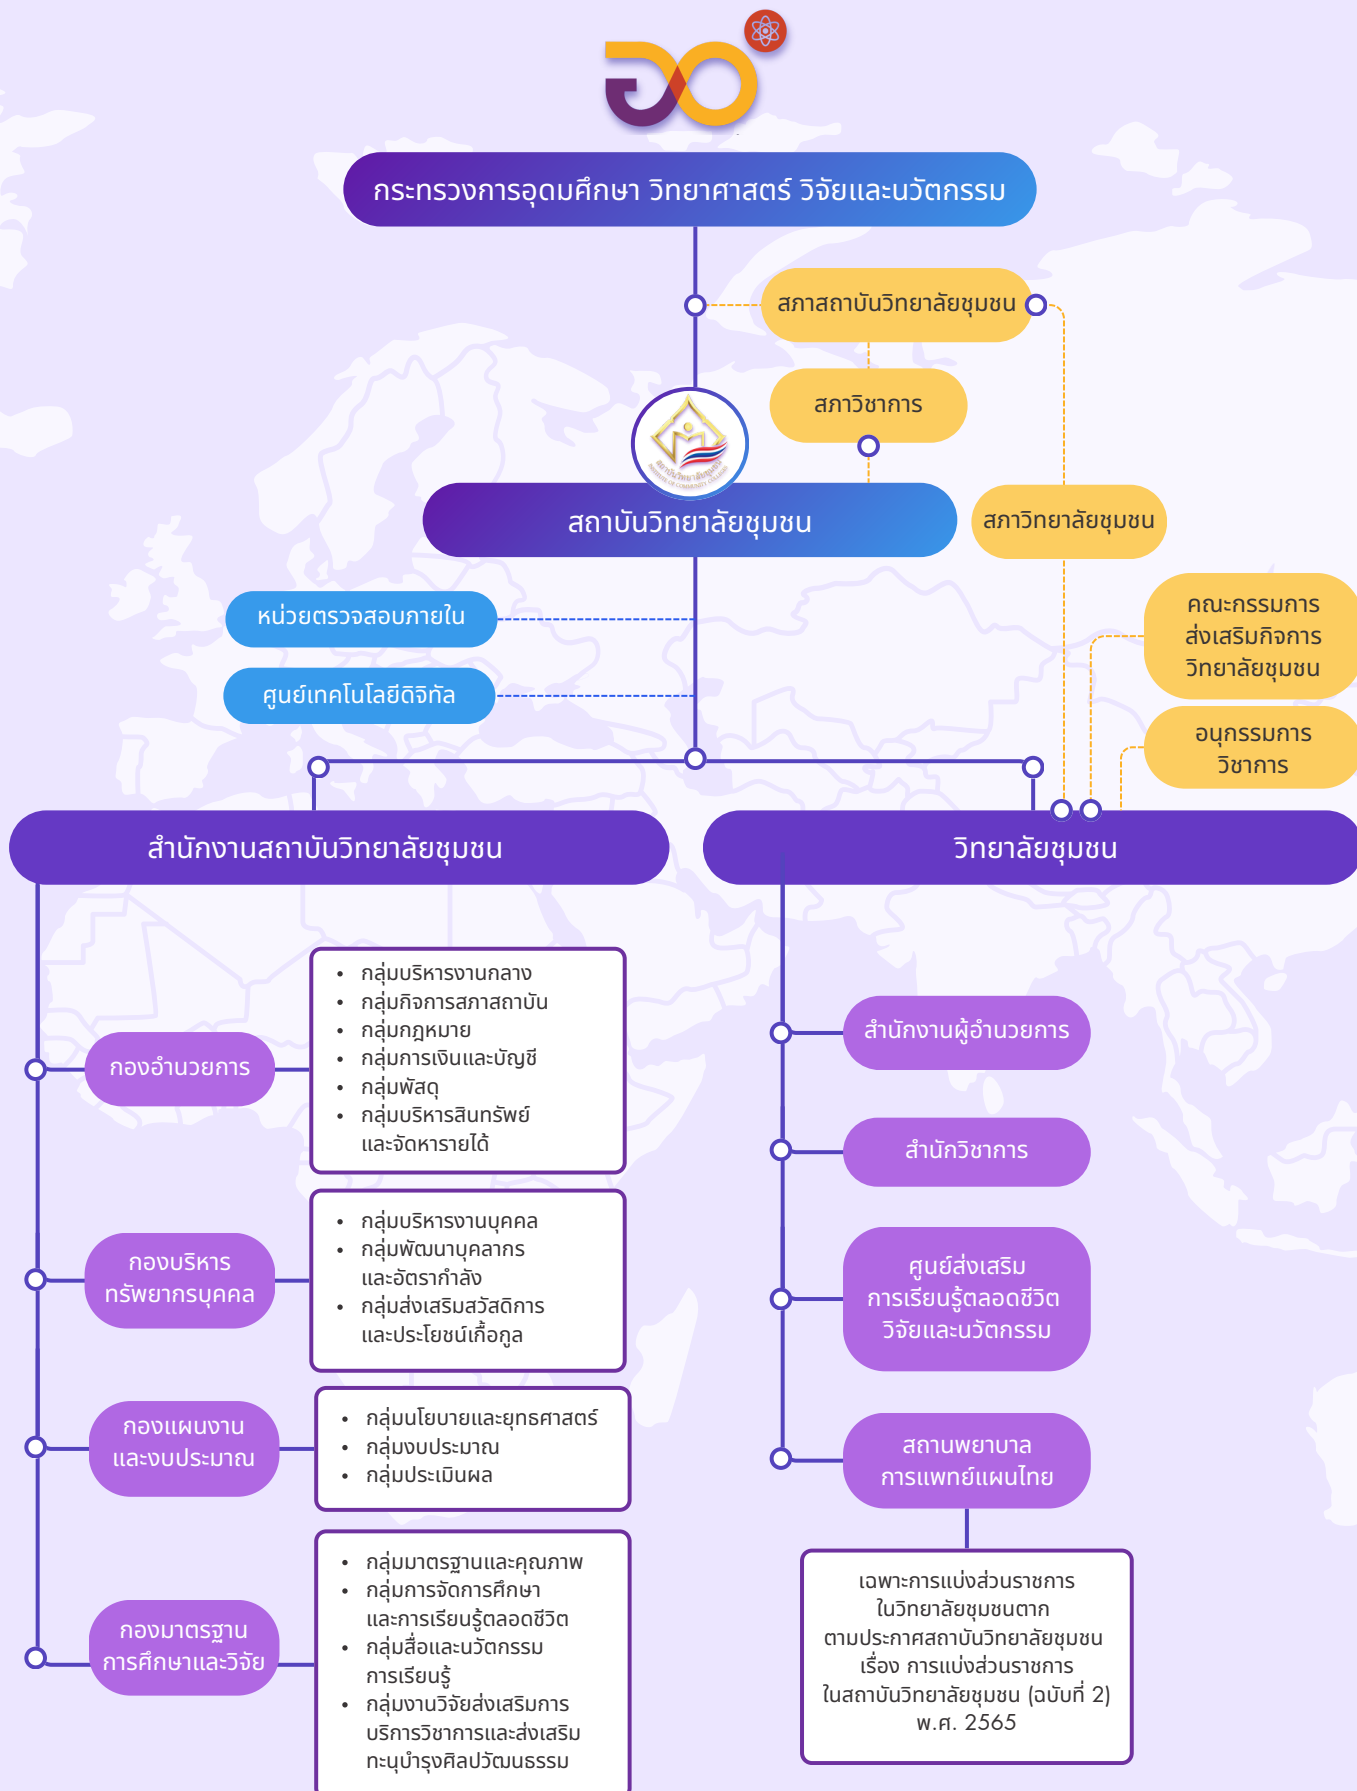 กระทรวงการอุดมศึกษา วิทยาศาสตร์ วิจัยและนวัตกรรม
สภาสถาบันวิทยาลัยชุมชน
สภาวิชาการ
สถาบันวิทยาลัยชุมชน
INSTITUTE OF COMMUNITY COLLEGES
สถาบันวิทยาลัยชุมชน
สภาวิทยาลัยชุมชน
หน่วยตรวจสอบภายใน
ศูนย์เทคโนโลยีดิจิทัล
คณะกรรมการ
ส่งเสริมกิจการ
วิทยาลัยชุมชน
อนุกรรมการ
วิชาการ
สำนักงานสถาบันวิทยาลัยชุมชน
กองอำนวยการ
• กลุ่มบริหารงานกลาง
• กลุ่มกิจการสภาสถาบัน
• กลุ่มกฎหมาย
• กลุ่มการเงินและบัญชี
• กลุ่มพัสดุ
• กลุ่มบริหารสินทรัพย์
และจัดหารายได้
กองบริหาร
ทรัพยากรบุคคล
• กลุ่มบริหารงานบุคคล
• กลุ่มพัฒนาบุคลากร
และอัตรากำลัง
• กลุ่มส่งเสริมสวัสดิการ
และประโยชน์เกื้อกูล
กองแผนงาน
และงบประมาณ
• กลุ่มนโยบายและยุทธศาสตร์
• กลุ่มงบประมาณ
• กลุ่มประเมินผล
กองมาตรฐาน
การศึกษาและวิจัย
• กลุ่มมาตรฐานและคุณภาพ
• กลุ่มการจัดการศึกษา
และการเรียนรู้ตลอดชีวิต
• กลุ่มสื่อและนวัตกรรม
การเรียนรู้
• กลุ่มงานวิจัยส่งเสริมการ
บริการวิชาการและส่งเสริม
ทะนุบำรุงศิลปวัฒนธรรม
วิทยาลัยชุมชน
สำนักงานผู้อำนวยการ
สำนักวิชาการ
ศูนย์ส่งเสริม
การเรียนรู้ตลอดชีวิต
วิจัยและนวัตกรรม
สถานพยาบาล
การแพทย์แผนไทย
เฉพาะการแบ่งส่วนราชการ
ในวิทยาลัยชุมชนตาก
ตามประกาศสถาบันวิทยาลัยชุมชน
เรื่อง การแบ่งส่วนราชการ
ในสถาบันวิทยาลัยชุมชน (ฉบับที่ 2)
พ.ศ. 2565